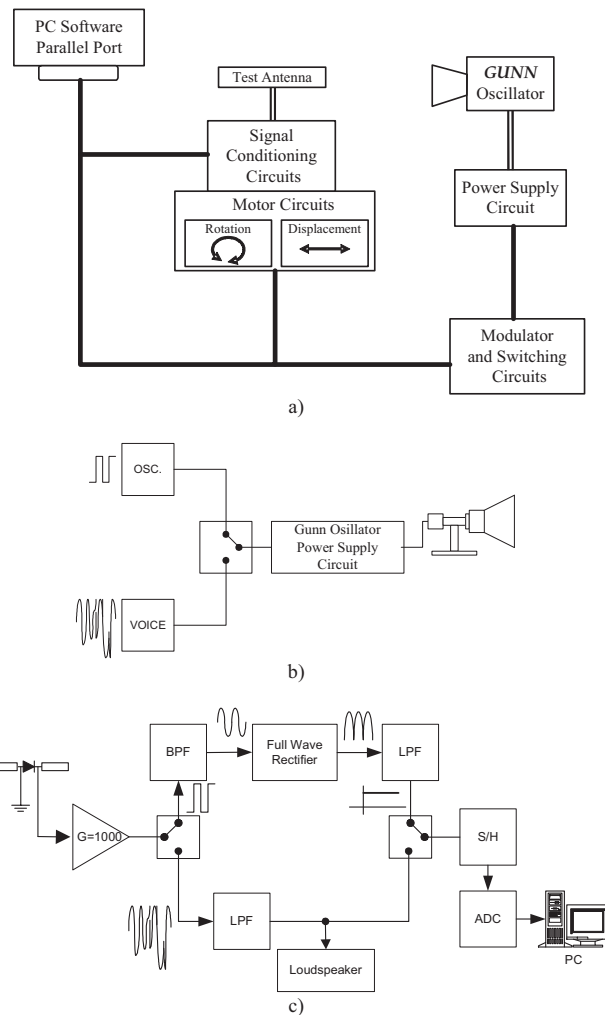 PC Software
Parallel Port
Test Antenna
GUNN
Oscillator
Signal
Conditioning
Circuits
Motor Circuits
Rotation
Displacement
Power Supply
Circuit
Modulator
and Switching
Circuits
a)
OSC.
Gunn Osillator
Power Supply
Circuit
VOICE
b)
BPF
Full Wave
Rectifier
LPF
G=1000
S/H
LPF
ADC
Loudspeaker
PC
c)